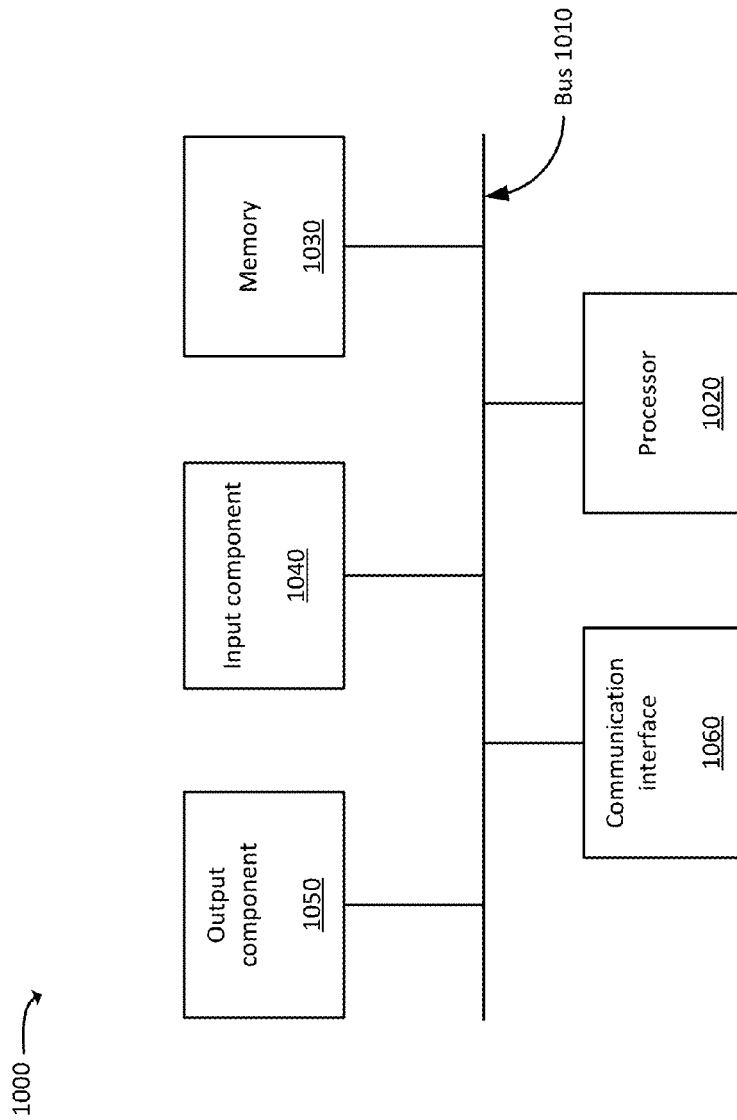 1000
Output
component
1050
Input component
1040
Memory
1030
Communication
interface
1060
Processor
1020
Bus 1010